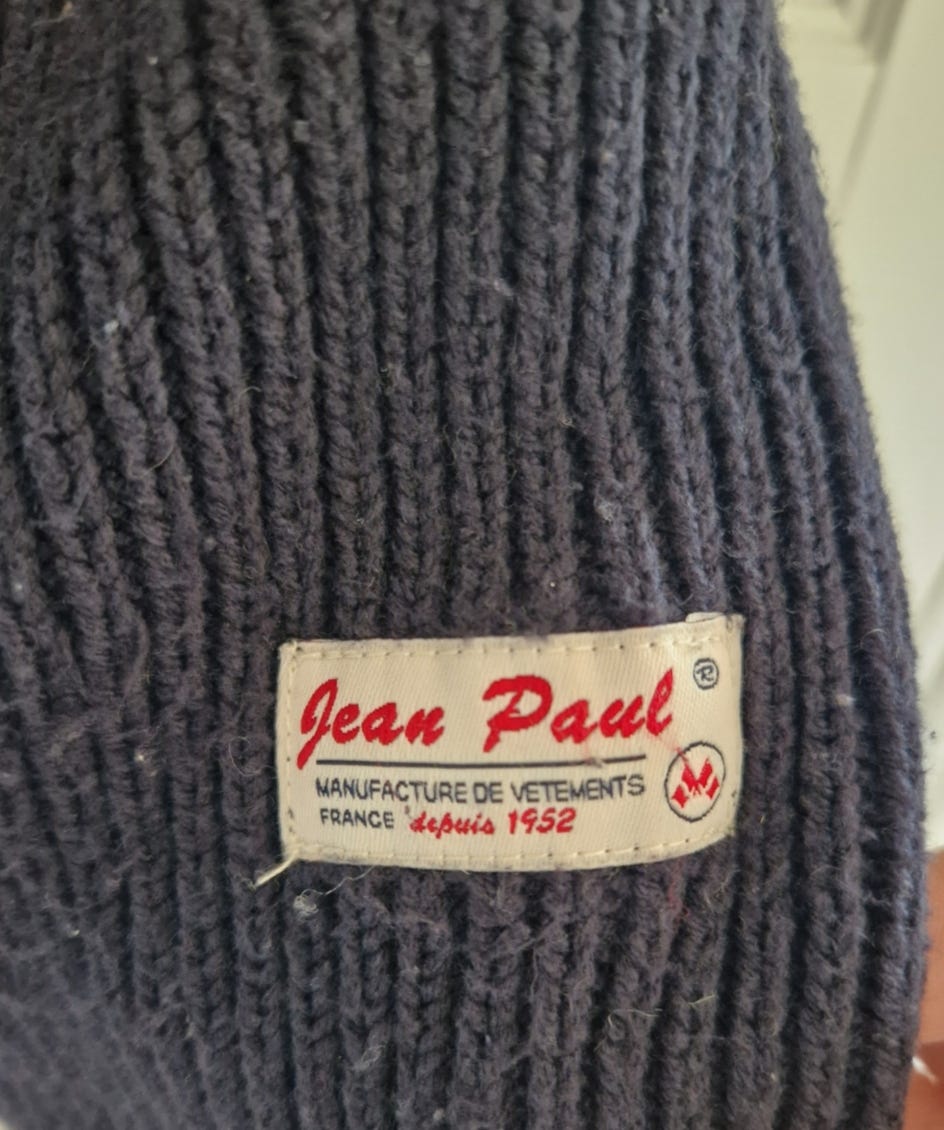 Jean Paul ®
MANUFACTURE DE VETEMENTS
FRANCE depuis 1952